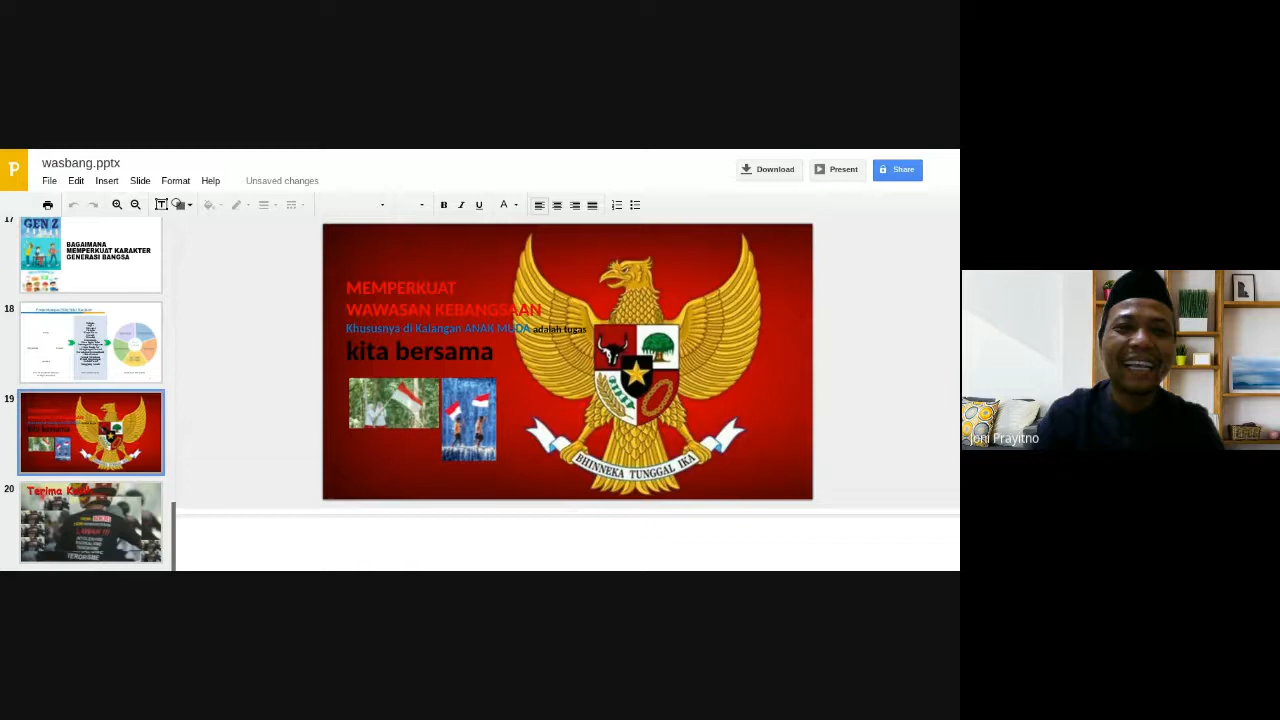 wasbang.pptx
File Edit Insert Slide Format Help Unsaved changes
Download Present Share
B I U A
17
GEN Z
BAGAIMANA
MEMPERKUAT KARAKTER
GENERASI BANGSA
18
19
20
Terima
LAWAN
TERORISME
MEMPERKUAT
WAWASAN KEBANGSAAN
Khususnya di Kalangan ANAK MUDA adalah tugas
kita bersama
BHINNEKA TUNGGAL IKA
Joni Prayitno